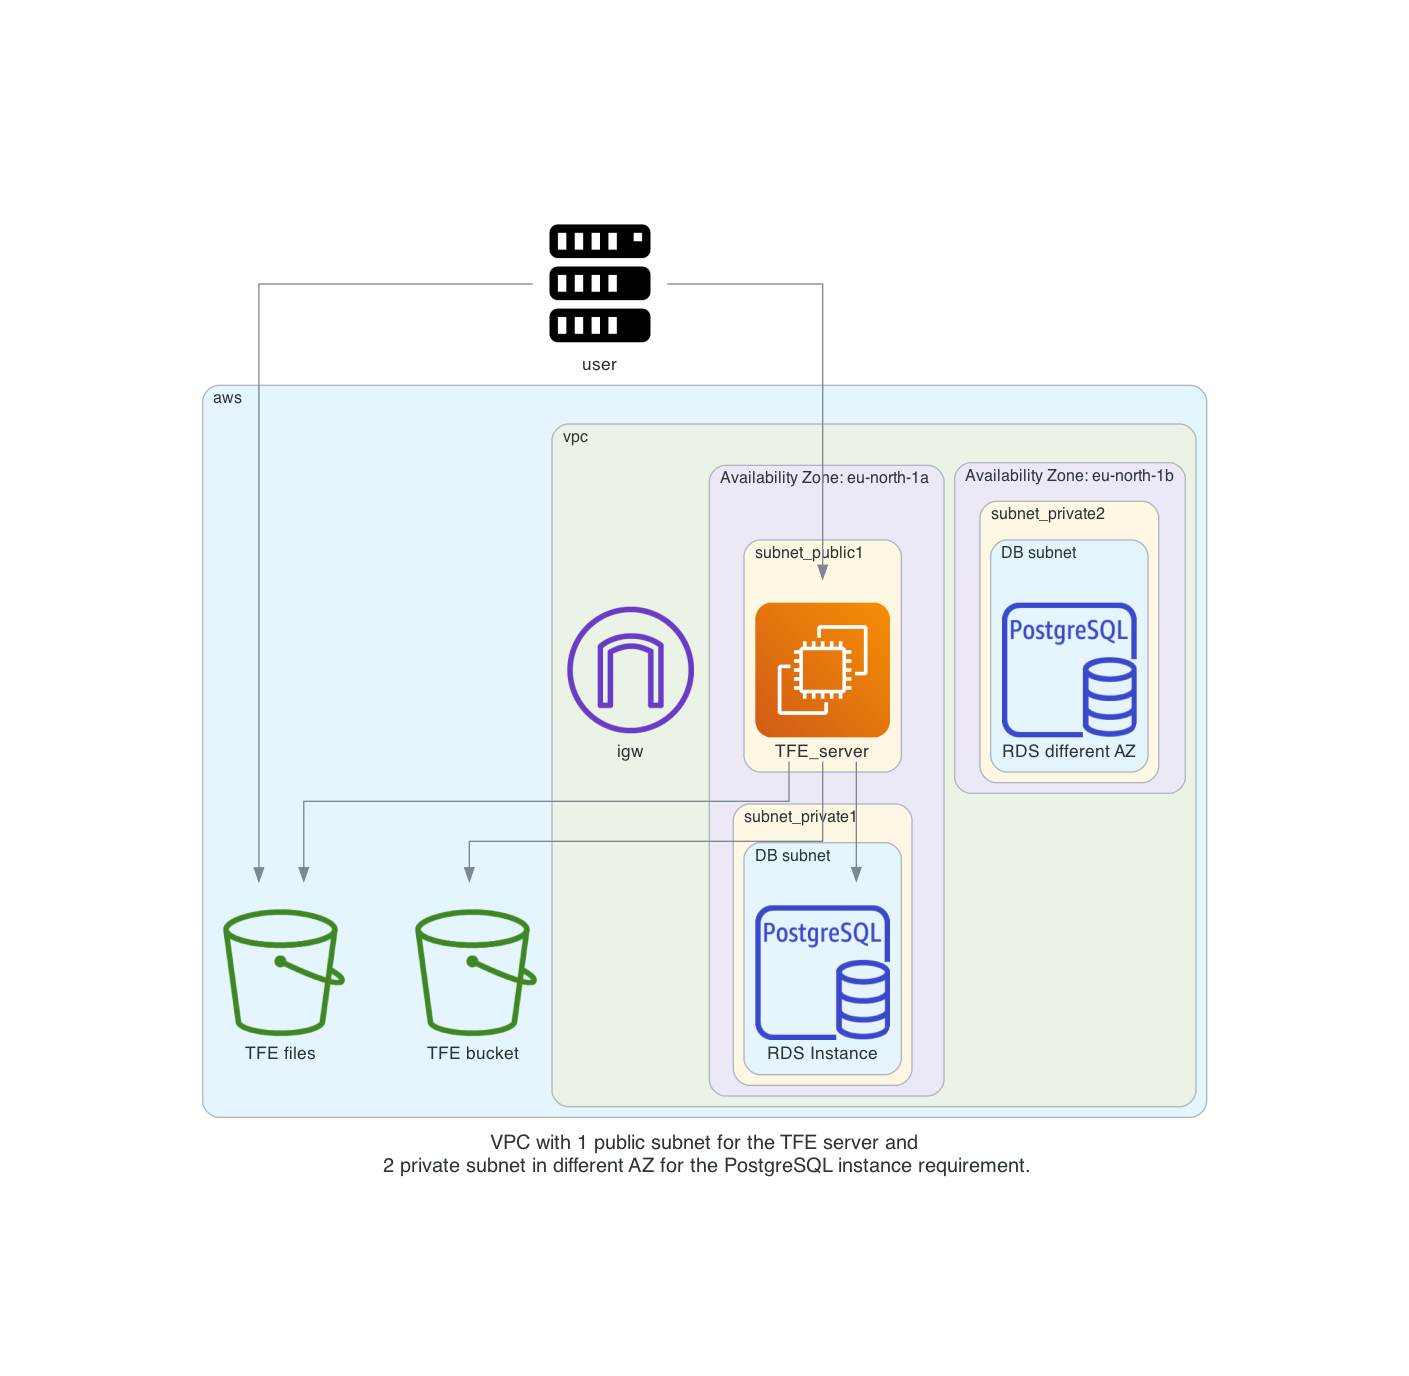 user
aws
vpc
Availability Zone: eu-north-1a
Availability Zone: eu-north-1b
subnet_private2
subnet_public1
DB subnet
PostgreSQL
igw
TFE_server
RDS different AZ
subnet_private1
DB subnet
PostgreSQL
TFE files
TFE bucket
RDS Instance
VPC with 1 public subnet for the TFE server and
2 private subnet in different AZ for the PostgreSQL instance requirement.